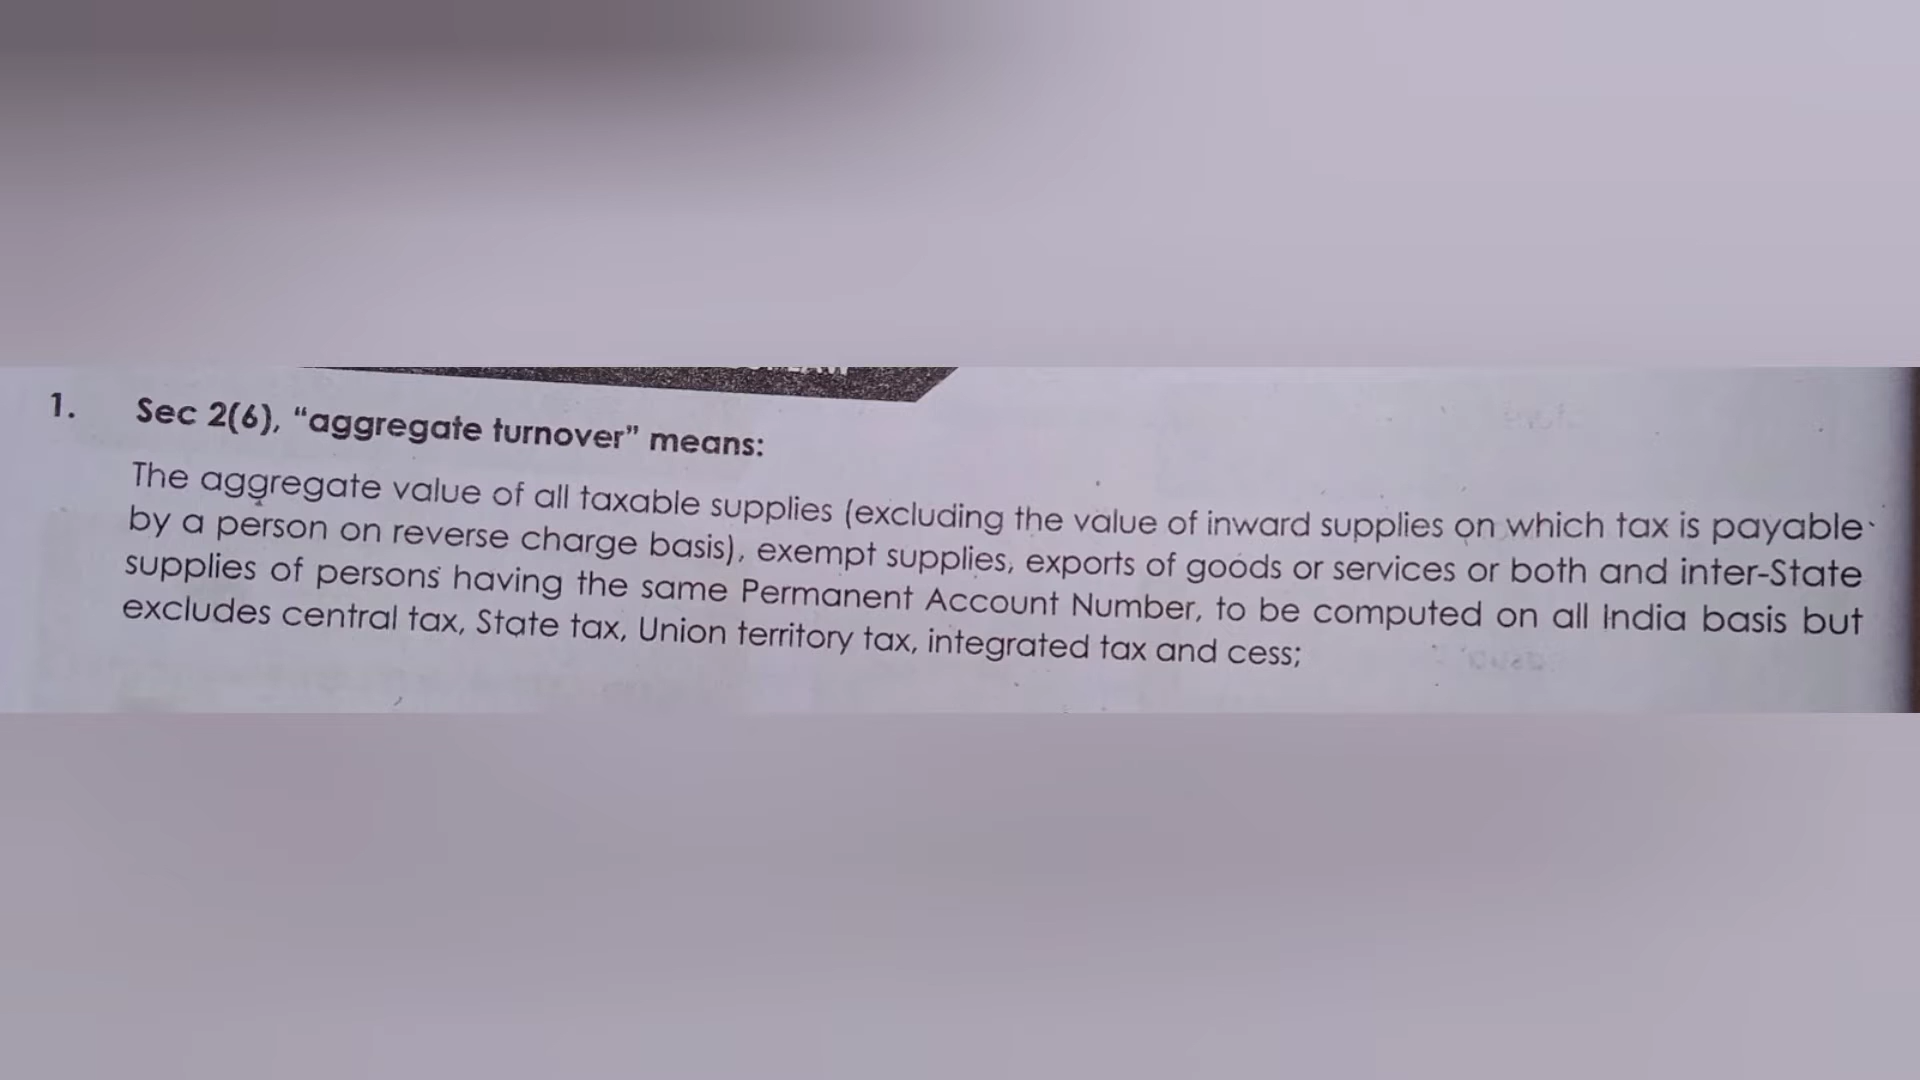 1. Sec 2(6), “aggregate turnover” means:
The aggregate value of all taxable supplies (excluding the value of inward supplies on which tax is payable
by a person on reverse charge basis), exempt supplies, exports of goods or services or both and inter-State
supplies of persons having the same Permanent Account Number, to be computed on all India basis but
excludes central tax, State tax, Union territory tax, integrated tax and cess;